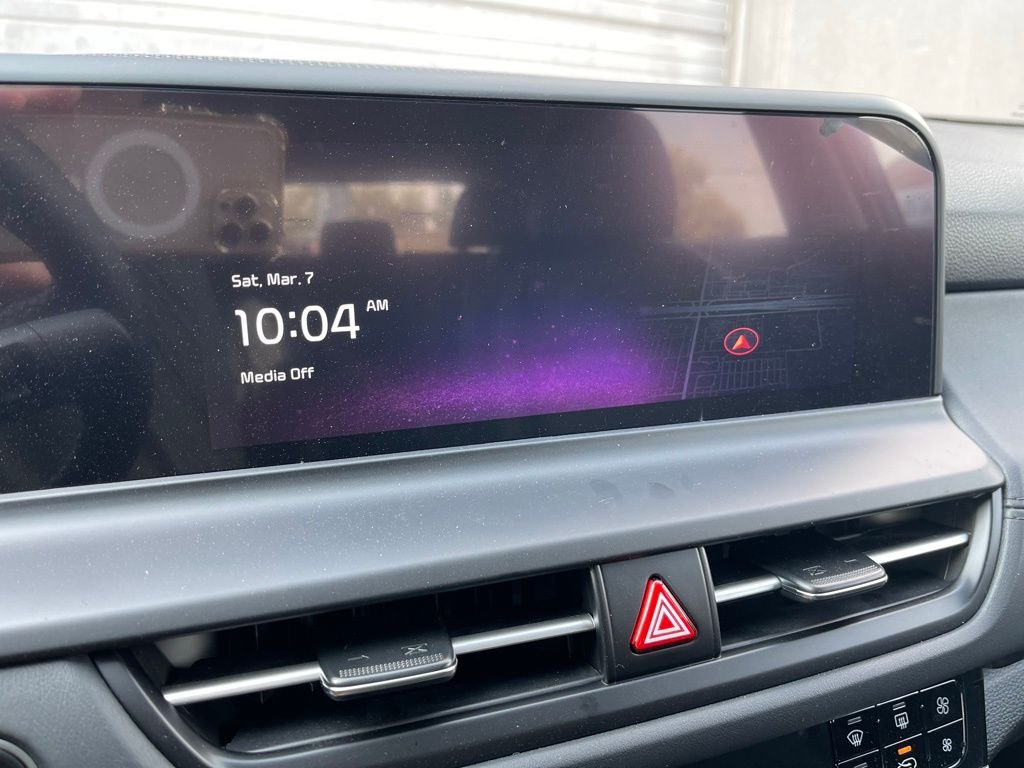 Sat, Mar. 7
10:04 AM
Media Off